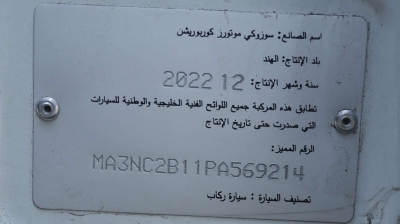 اسم الصانع: سوزوكي موتورز كوربوريشن
بلد الإنتاج: الهند
سنة وشهر الإنتاج: 2022 12
تطابق هذه المركبة جميع اللوائح الفنية الخليجية والوطنية للسيارات
التي صدرت حتى تاريخ الإنتاج
الرقم المميز:
MA3NC2B11PA569214
تصنيف السيارة : سيارة ركاب